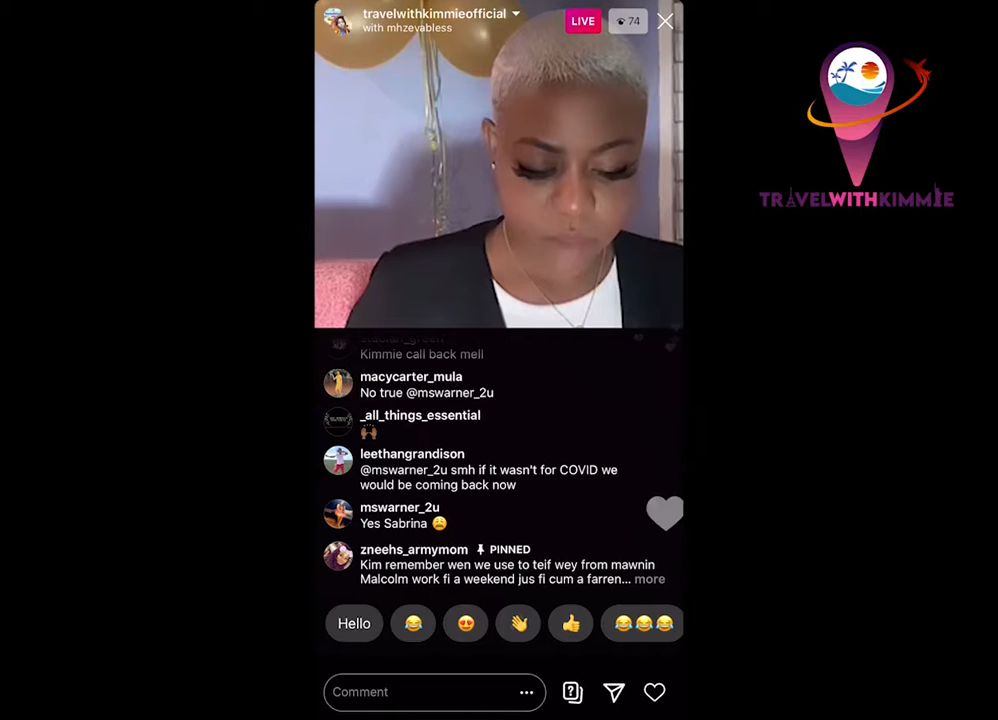 travelwithkimmieofficial
with mhzevabless
LIVE
74
TRAVELWITHKIMMIE
Kimmie call back mell
macycarter_mula
No true @mswarner_2u
_all_things_essential
🙌🏾
leethangrandison
@mswarner_2u smh if it wasn't for COVID we
would be coming back now
mswarner_2u
Yes Sabrina 😩
zneehs_armymom PINNED
Kim remember wen we use to teif wey from mawnin
Malcolm work fi a weekend jus fi cum a farren... more
Hello 😂 😍 👋 👍 😂😂😂
Comment